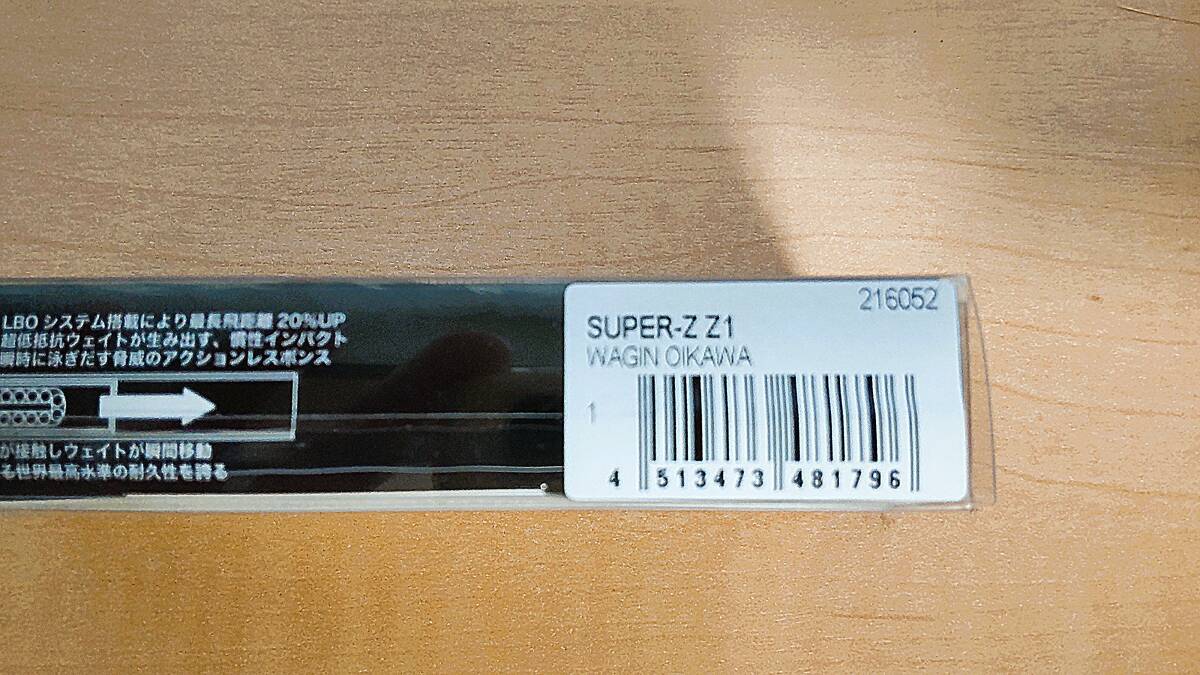 LBO システム搭載により最長飛距離 20%UP
超低抵抗ウェイトが生み出す、慣性インパクト
瞬時に泳ぎだす脅威のアクションレスポンス
が接触しウェイトが瞬間移動
る世界最高水準の耐久性を誇る
216052
SUPER-Z Z1
WAGIN OIKAWA
1
4 513473 481796